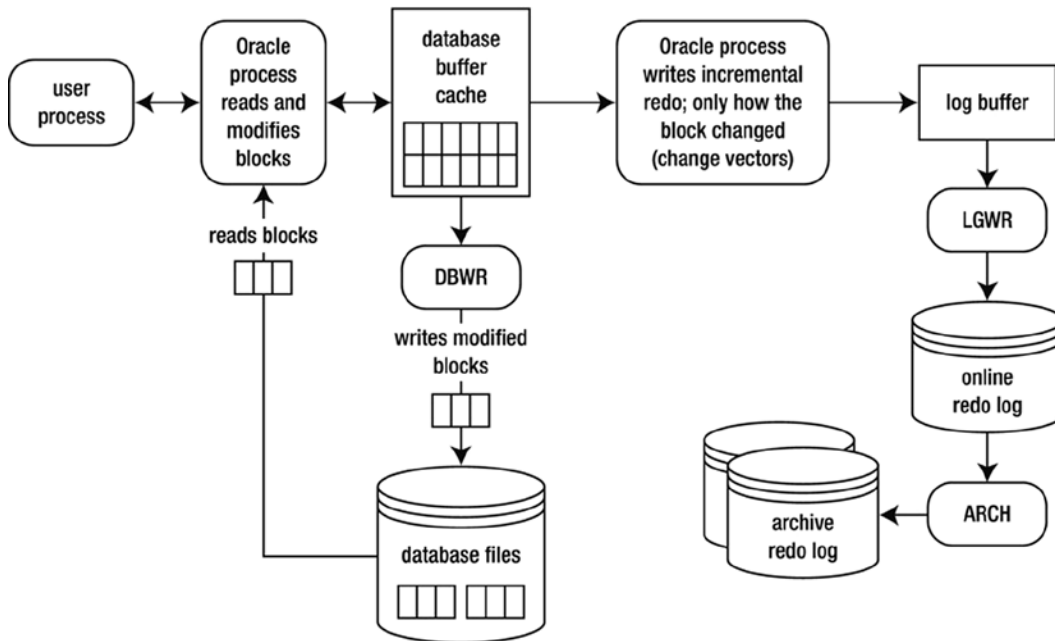 user
process
Oracle
process
reads and
modifies
blocks
database
buffer
cache
Oracle process
writes incremental
redo; only how the
block changed
(change vectors)
log buffer
reads blocks
DBWR
LGWR
writes modified
blocks
online
redo log
database files
archive
redo log
ARCH